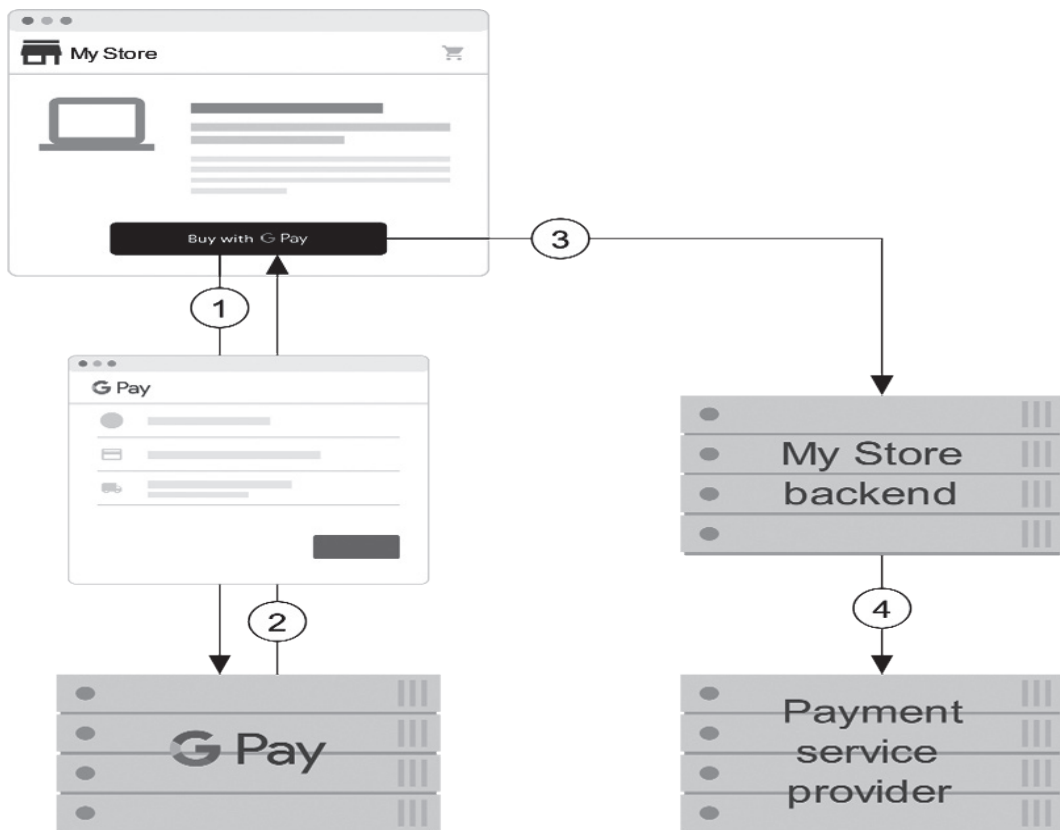 My Store
Buy with G Pay
3
1
G Pay
My Store
backend
2
4
G Pay
Payment
service
provider